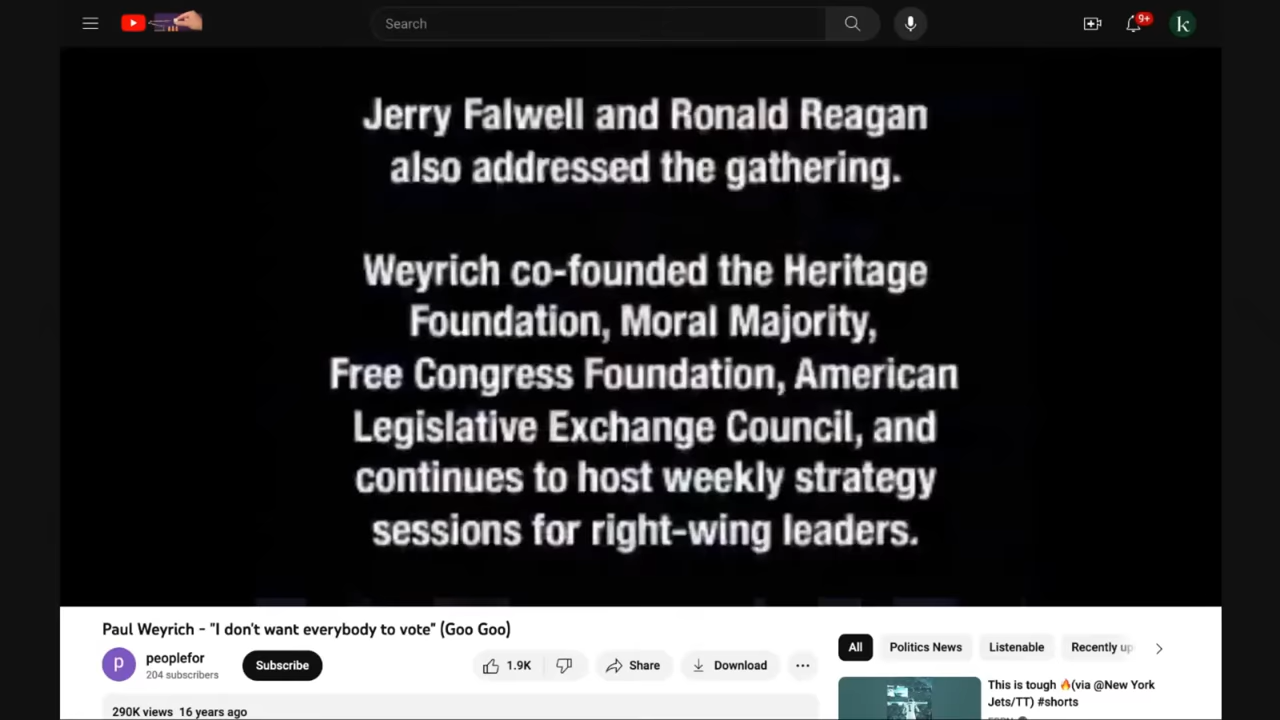 Search
9+
k
Jerry Falwell and Ronald Reagan
also addressed the gathering.
Weyrich co-founded the Heritage
Foundation, Moral Majority,
Free Congress Foundation, American
Legislative Exchange Council, and
continues to host weekly strategy
sessions for right-wing leaders.
Paul Weyrich - "I don't want everybody to vote" (Goo Goo)
p
peoplefor
204 subscribers
Subscribe
1.9K
Share
Download
290K views 16 years ago
All
Politics News
Listenable
Recently up
This is tough 🔥(via @New York
Jets/TT) #shorts